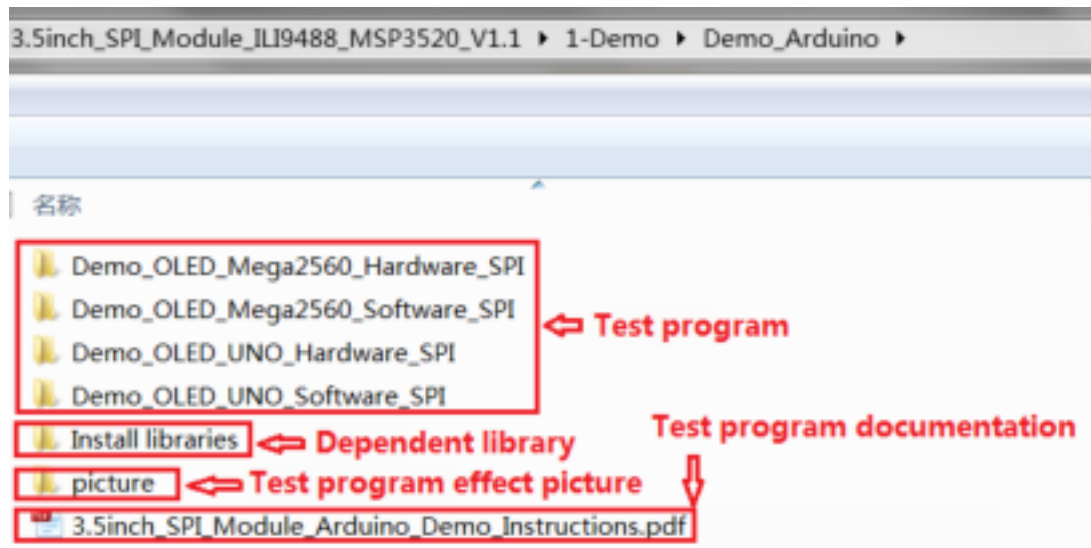 3.5inch_SPI_Module_ILI9488_MSP3520_V1.1 ▸ 1-Demo ▸ Demo_Arduino ▸
名称
Demo_OLED_Mega2560_Hardware_SPI
Demo_OLED_Mega2560_Software_SPI
Test program
Demo_OLED_UNO_Hardware_SPI
Demo_OLED_UNO_Software_SPI
Install libraries
Dependent library
Test program documentation
picture
Test program effect picture
3.5inch_SPI_Module_Arduino_Demo_Instructions.pdf